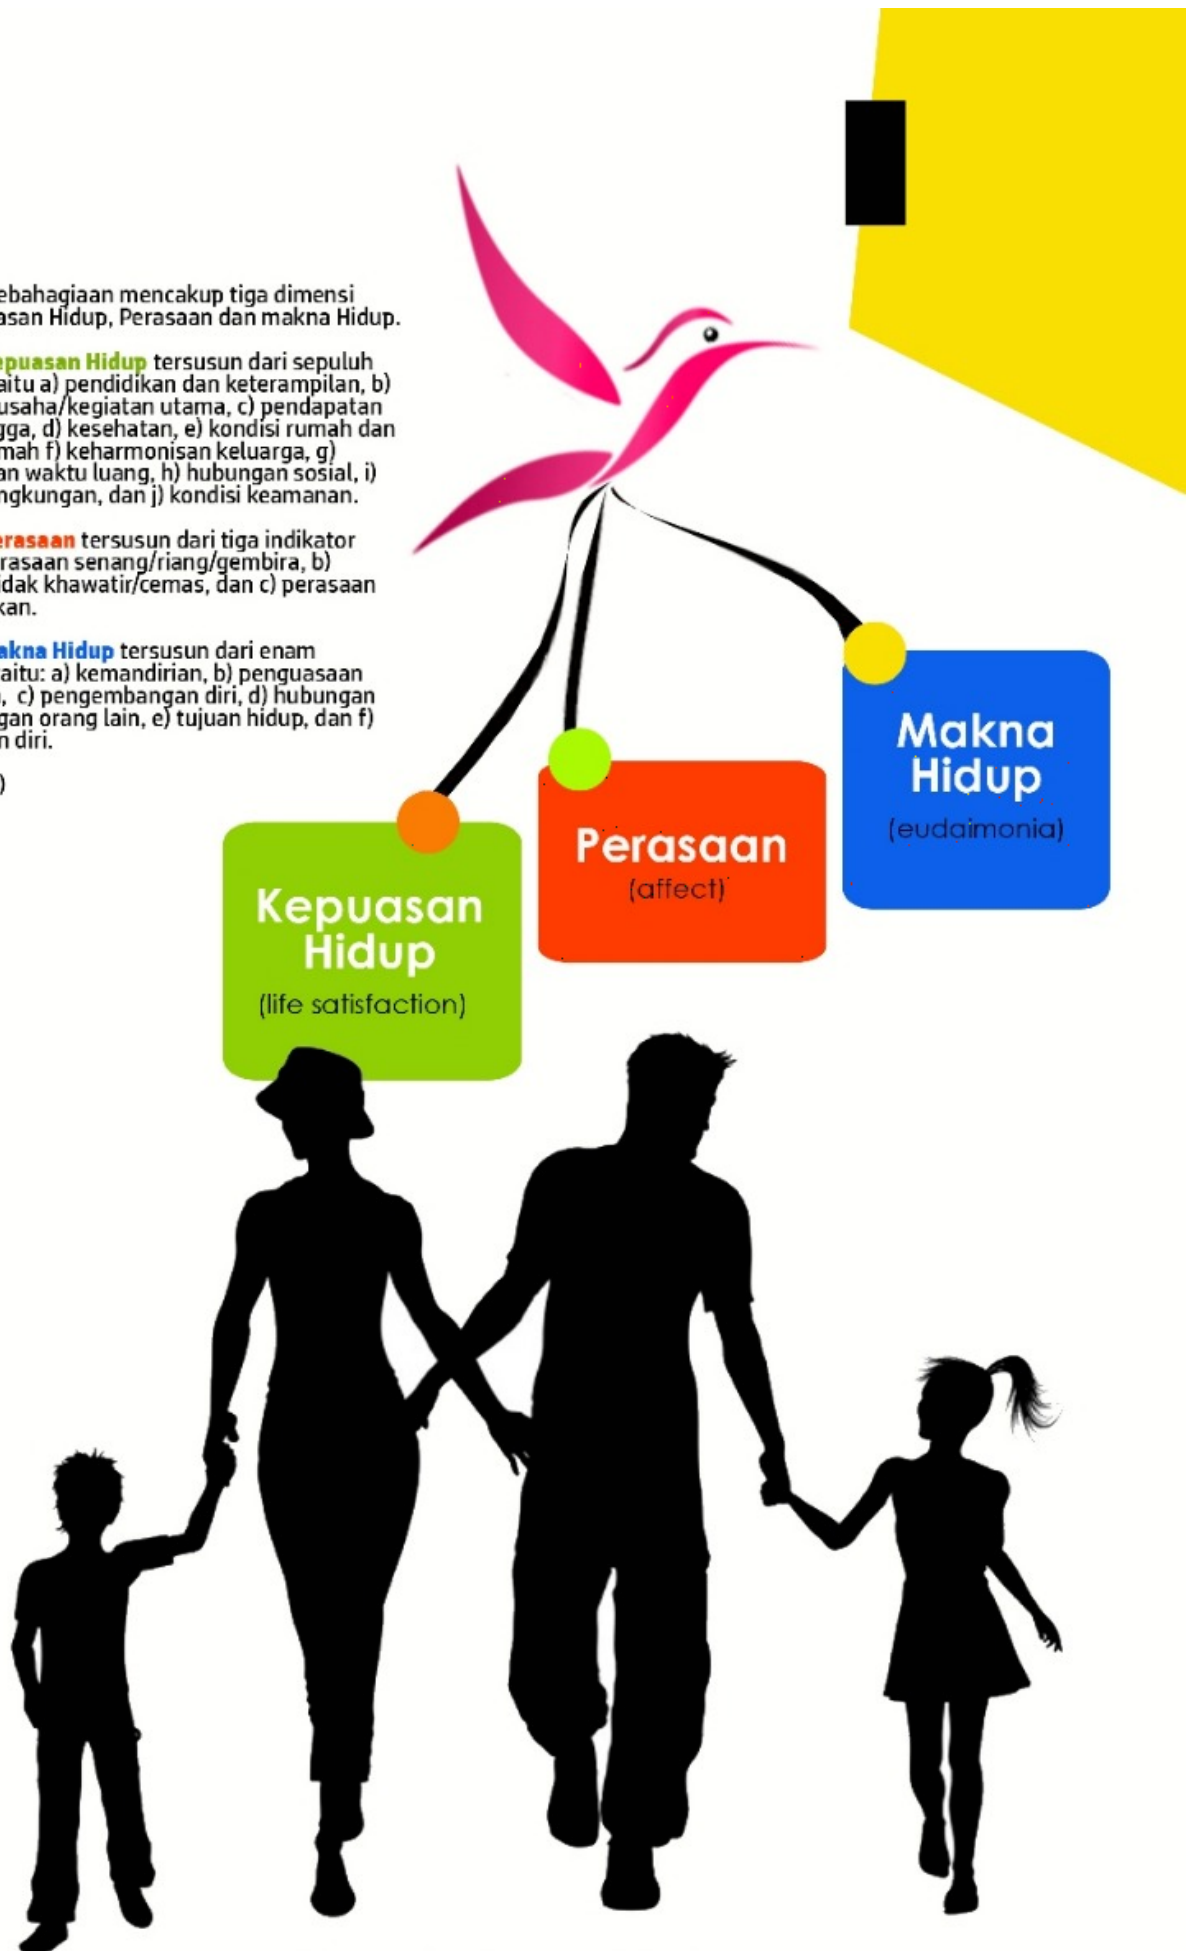 ebahagiaan mencakup tiga dimensi
asan Hidup, Perasaan dan makna Hidup.
epuasan Hidup tersusun dari sepuluh
aitu a) pendidikan dan keterampilan, b)
usaha/kegiatan utama, c) pendapatan
gga, d) kesehatan, e) kondisi rumah dan
mah f) keharmonisan keluarga, g)
an waktu luang, h) hubungan sosial, i)
ngkungan, dan j) kondisi keamanan.
erasaan tersusun dari tiga indikator
rasaan senang/riang/gembira, b)
idak khawatir/cemas, dan c) perasaan
kan.
akna Hidup tersusun dari enam
aitu: a) kemandirian, b) penguasaan
, c) pengembangan diri, d) hubungan
gan orang lain, e) tujuan hidup, dan f)
n diri.
)
Makna
Hidup
(eudaimonia)
Perasaan
(affect)
Kepuasan
Hidup
(life satisfaction)